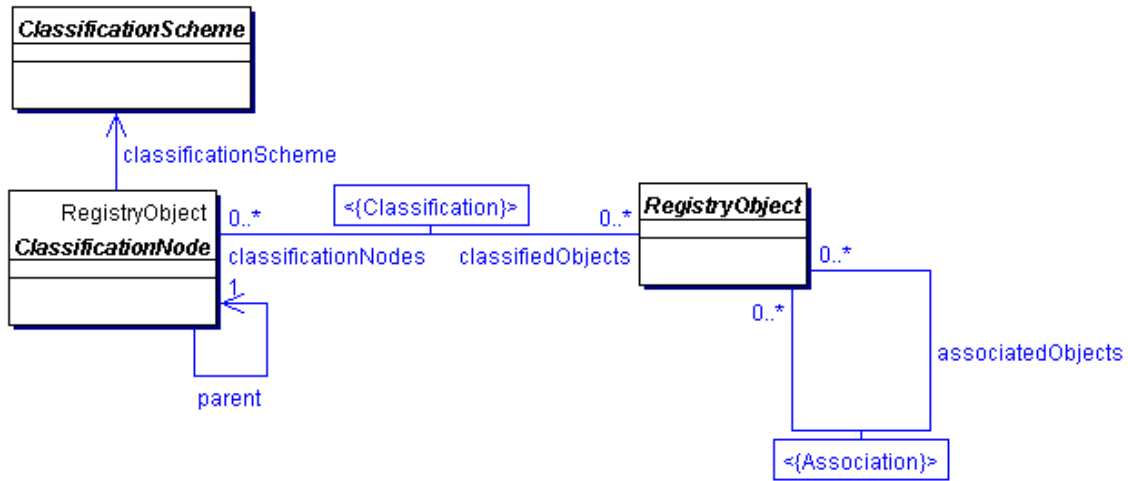 ClassificationScheme
classificationScheme
RegistryObject
ClassificationNode
0..*
<{Classification}>
0..*
classificationNodes
classifiedObjects
RegistryObject
1
parent
0..*
0..*
associatedObjects
<{Association}>